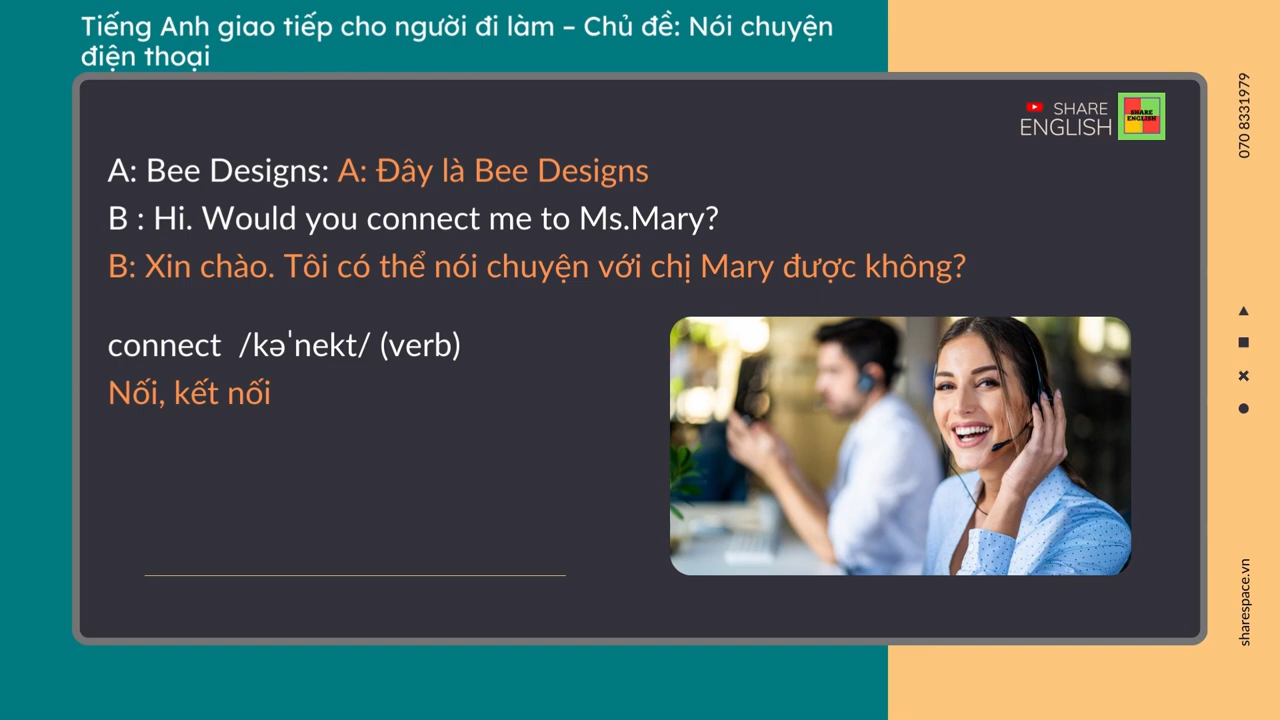 Tiếng Anh giao tiếp cho người đi làm – Chủ đề: Nói chuyện
điện thoại
SHARE
ENGLISH
SHARE
ENGLISH
A: Bee Designs: A: Đây là Bee Designs
B : Hi. Would you connect me to Ms.Mary?
B: Xin chào. Tôi có thể nói chuyện với chị Mary được không?
connect /kəˈnekt/ (verb)
Nối, kết nối
070 8331979
sharespace.vn